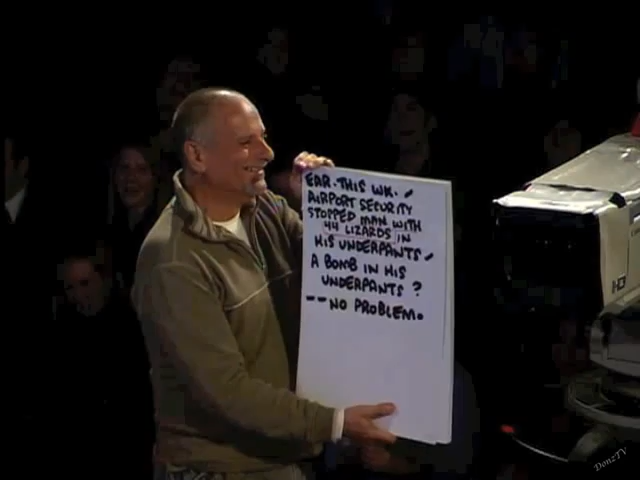 EAR. THIS WK. ✓
AIRPORT SECURITY
STOPPED MAN WITH
44 LIZARDS IN
HIS UNDERPANTS ✓
A BOMB IN HIS
UNDERPANTS ?
-- NO PROBLEM.
HD
DonzTV